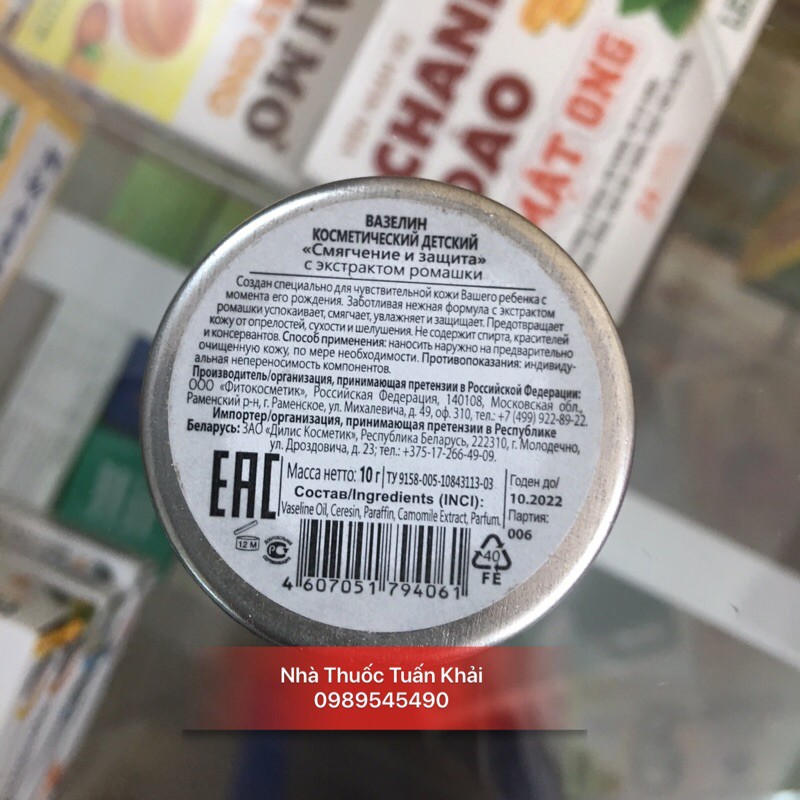 AI MƠ
CHANH
ĐÀO
MẬT ONG
ВАЗЕЛИН
КОСМЕТИЧЕСКИЙ ДЕТСКИЙ
«Смягчение и защита»
с экстрактом ромашки
Создан специально для чувствительной кожи Вашего ребенка с
момента его рождения. Заботливая нежная формула с экстрактом
ромашки успокаивает, смягчает, увлажняет и защищает. Предотвращает
кожу от опрелостей, сухости и шелушения. Не содержит спирта, красителей
и консервантов. Способ применения: наносить наружно на предварительно
очищенную кожу, по мере необходимости. Противопоказания: индивиду-
альная непереносимость компонентов.
Производитель/организация, принимающая претензии в Российской Федерации:
ООО «Фитокосметик», Российская Федерация, 140108, Московская обл.,
Раменский р-н, г. Раменское, ул. Михалевича, д. 49, оф. 310, тел.: +7 (499) 922-89-22.
Импортер/организация, принимающая претензии в Республике
Беларусь: ЗАО «Дилис Косметик», Республика Беларусь, 222310, г. Молодечно,
ул. Дроздовича, д. 23; тел.: +375-17-266-49-09.
EAC
Масса нетто: 10 г
ТУ 9158-005-10843113-03
Состав/Ingredients (INCI):
Vaseline Oil, Ceresin, Paraffin, Camomile Extract, Parfum.
Годен до/
10.2022
Партия:
006
12 M
4 607051 794061
40
FE
Nhà Thuốc Tuấn Khải
0989545490